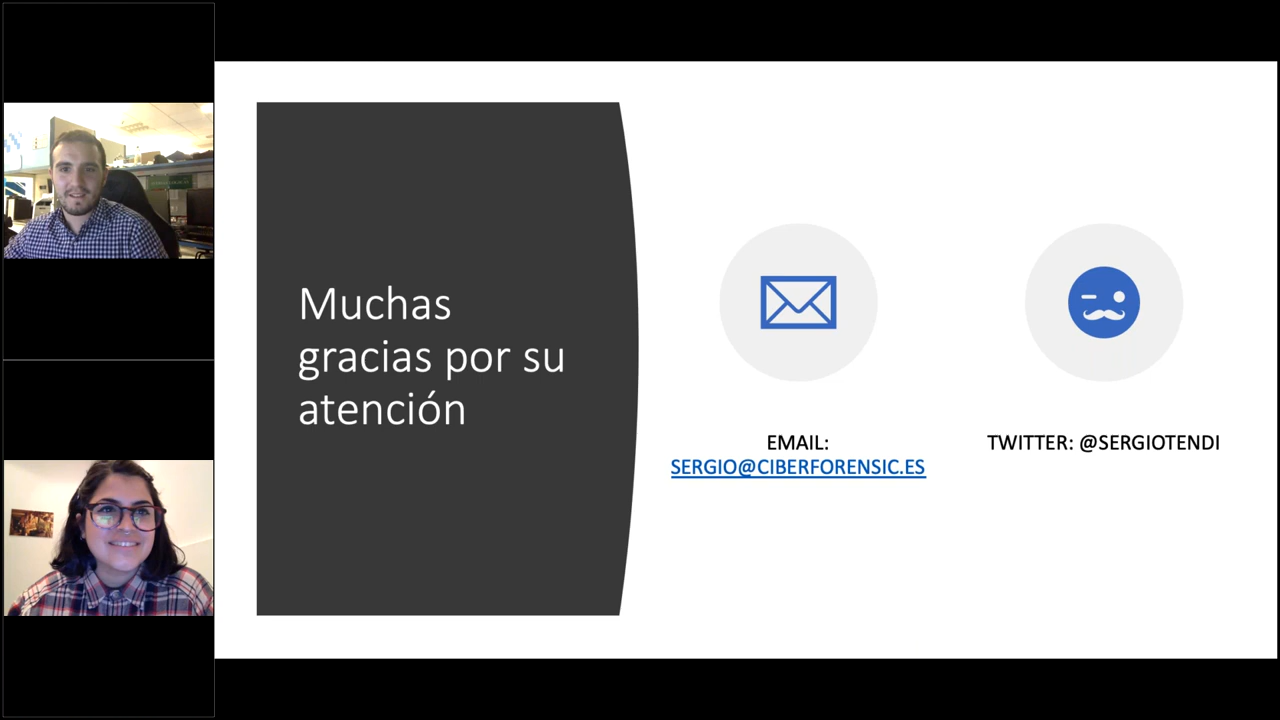 Muchas
gracias por su
atención
EMAIL:
SERGIO@CIBERFORENSIC.ES
TWITTER: @SERGIOTENDI